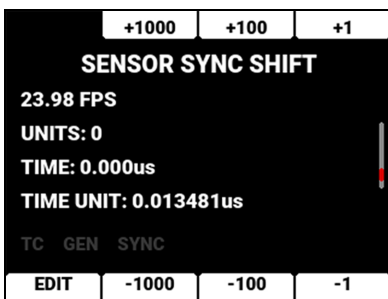 +1000 +100 +1
SENSOR SYNC SHIFT
23.98 FPS
UNITS: 0
TIME: 0.000us
TIME UNIT: 0.013481us
TC GEN SYNC
EDIT -1000 -100 -1